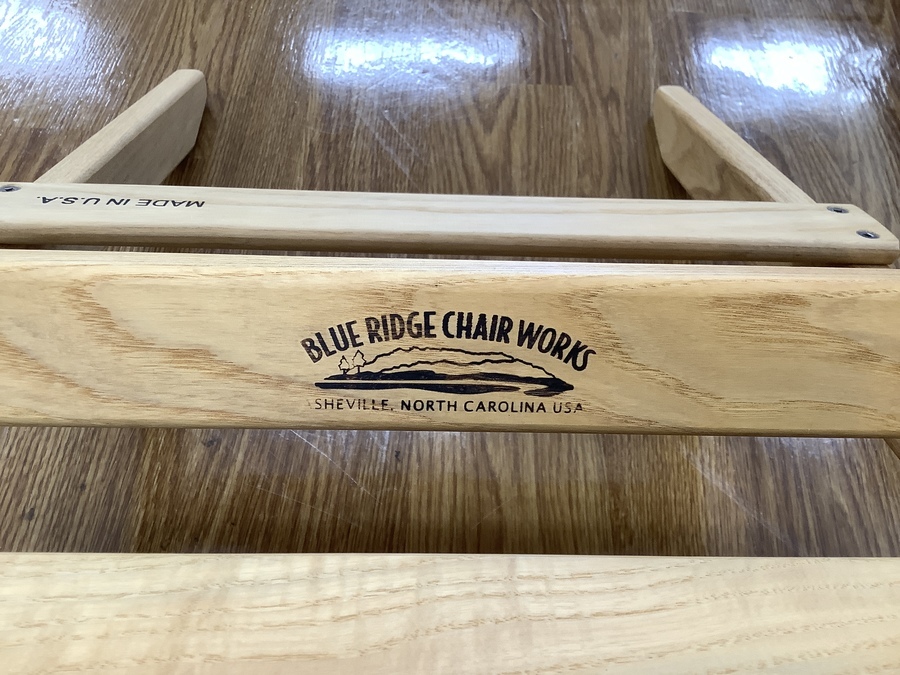 MADE IN U.S.A.
BLUE RIDGE CHAIR WORKS
ASHEVILLE, NORTH CAROLINA USA